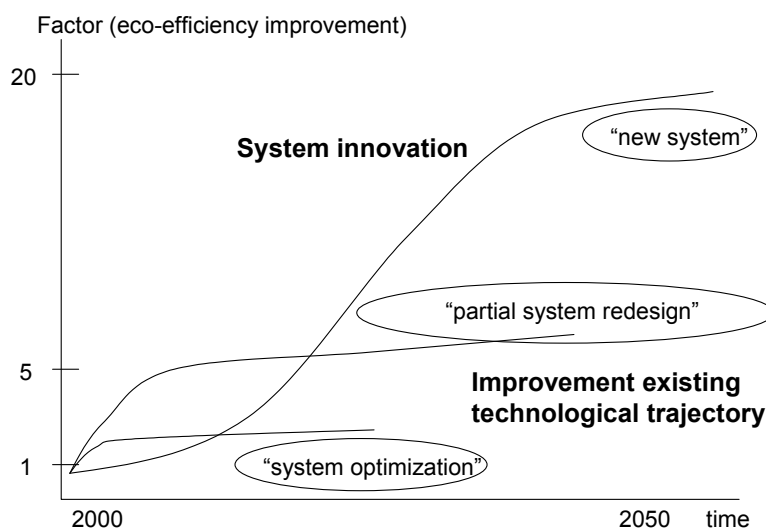 Factor (eco-efficiency improvement)
20
“new system”
System innovation
“partial system redesign”
5
Improvement existing
technological trajectory
“system optimization”
1
2000
2050
time